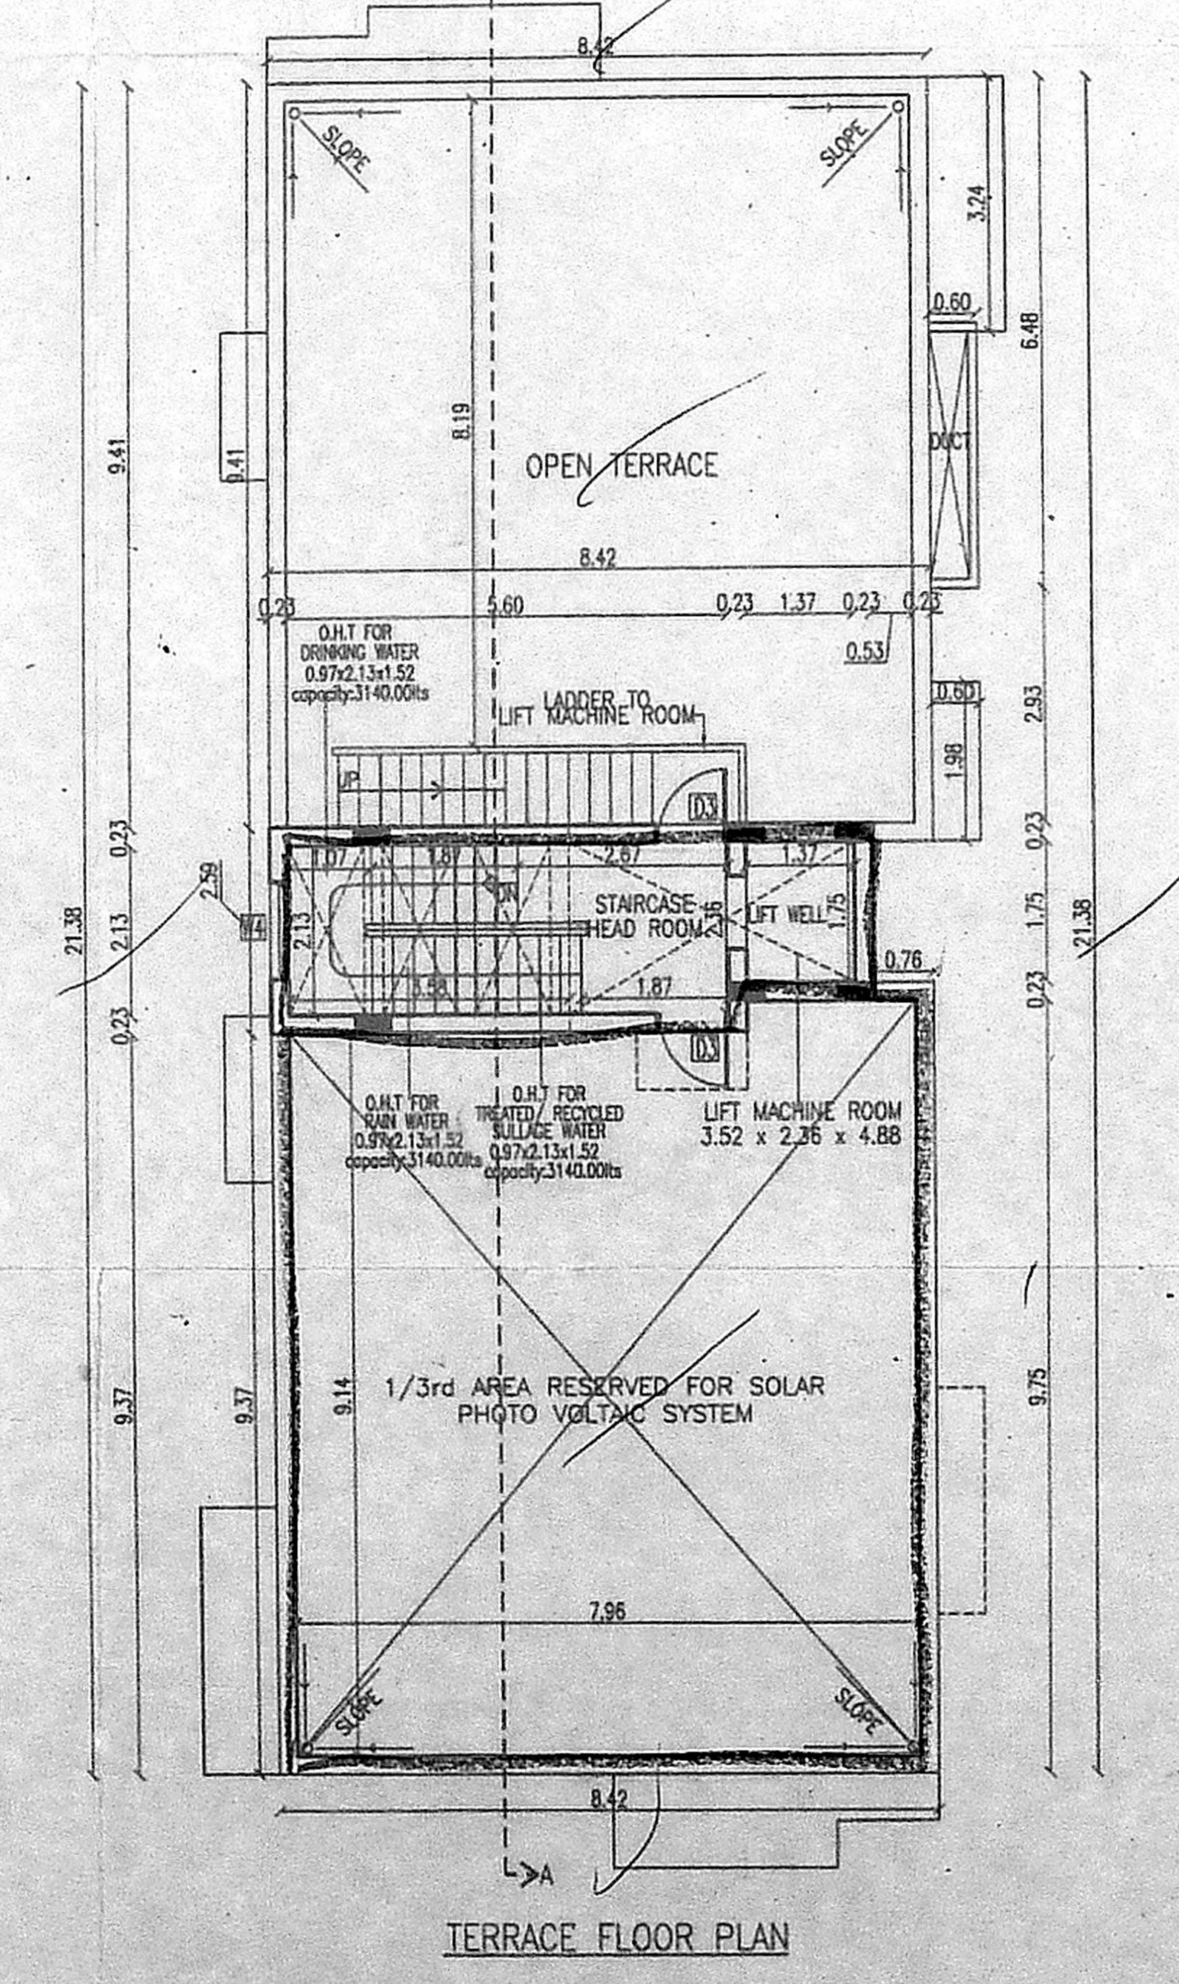 8.42
SLOPE
SLOPE
3.24
0.60
6.48
9.41
9.41
8.19
DUCT
OPEN TERRACE
8.42
0.23
5.60
0.23
1.37
0.23
0.23
0.53
O.H.T FOR
DRINKING WATER
0.97x2.13x1.52
capacity:3140.00lts
LADDER TO
LIFT MACHINE ROOM
0.60
2.93
1.98
UP
D3
0.23
0.23
1.07
1.87
2.67
1.37
2.59
21.38
2.13
W4
2.13
DN
STAIRCASE
HEAD ROOM
2.36
LIFT WELL
1.75
1.75
21.38
0.76
3.58
1.87
0.23
0.23
D3
O.H.T FOR
RAIN WATER
0.97x2.13x1.52
capacity:3140.00lts
O.H.T FOR
TREATED/ RECYCLED
SULLAGE WATER
0.97x2.13x1.52
capacity:3140.00lts
LIFT MACHINE ROOM
3.52 x 2.36 x 4.88
9.37
9.37
9.14
1/3rd AREA RESERVED FOR SOLAR
PHOTO VOLTAIC SYSTEM
9.75
7.96
SLOPE
SLOPE
8.42
A
TERRACE FLOOR PLAN